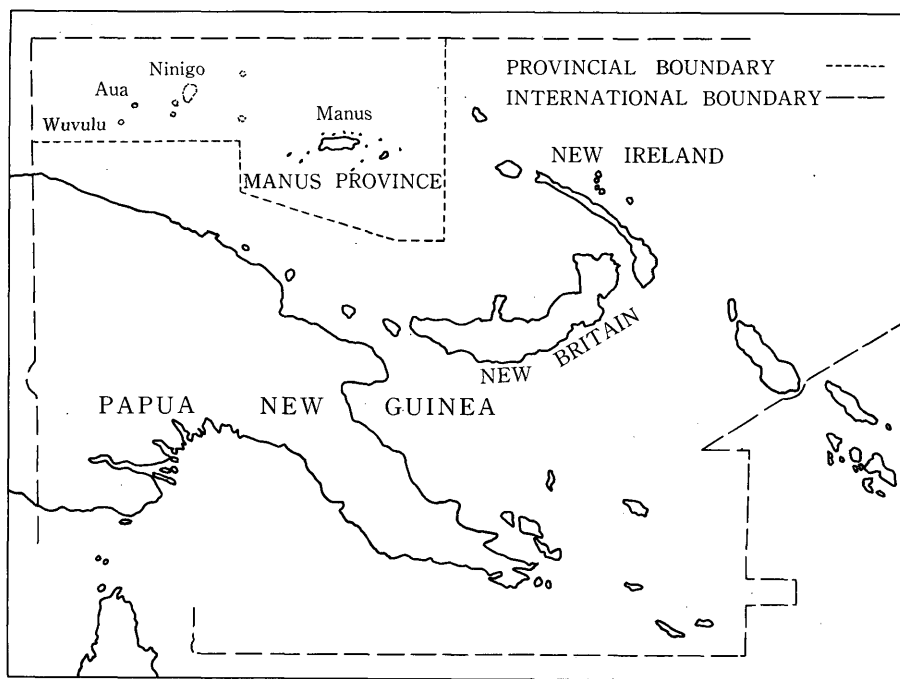 Ninigo
Aua
Wuvulu
Manus
MANUS PROVINCE
PROVINCIAL BOUNDARY
INTERNATIONAL BOUNDARY
NEW IRELAND
NEW BRITAIN
PAPUA NEW GUINEA